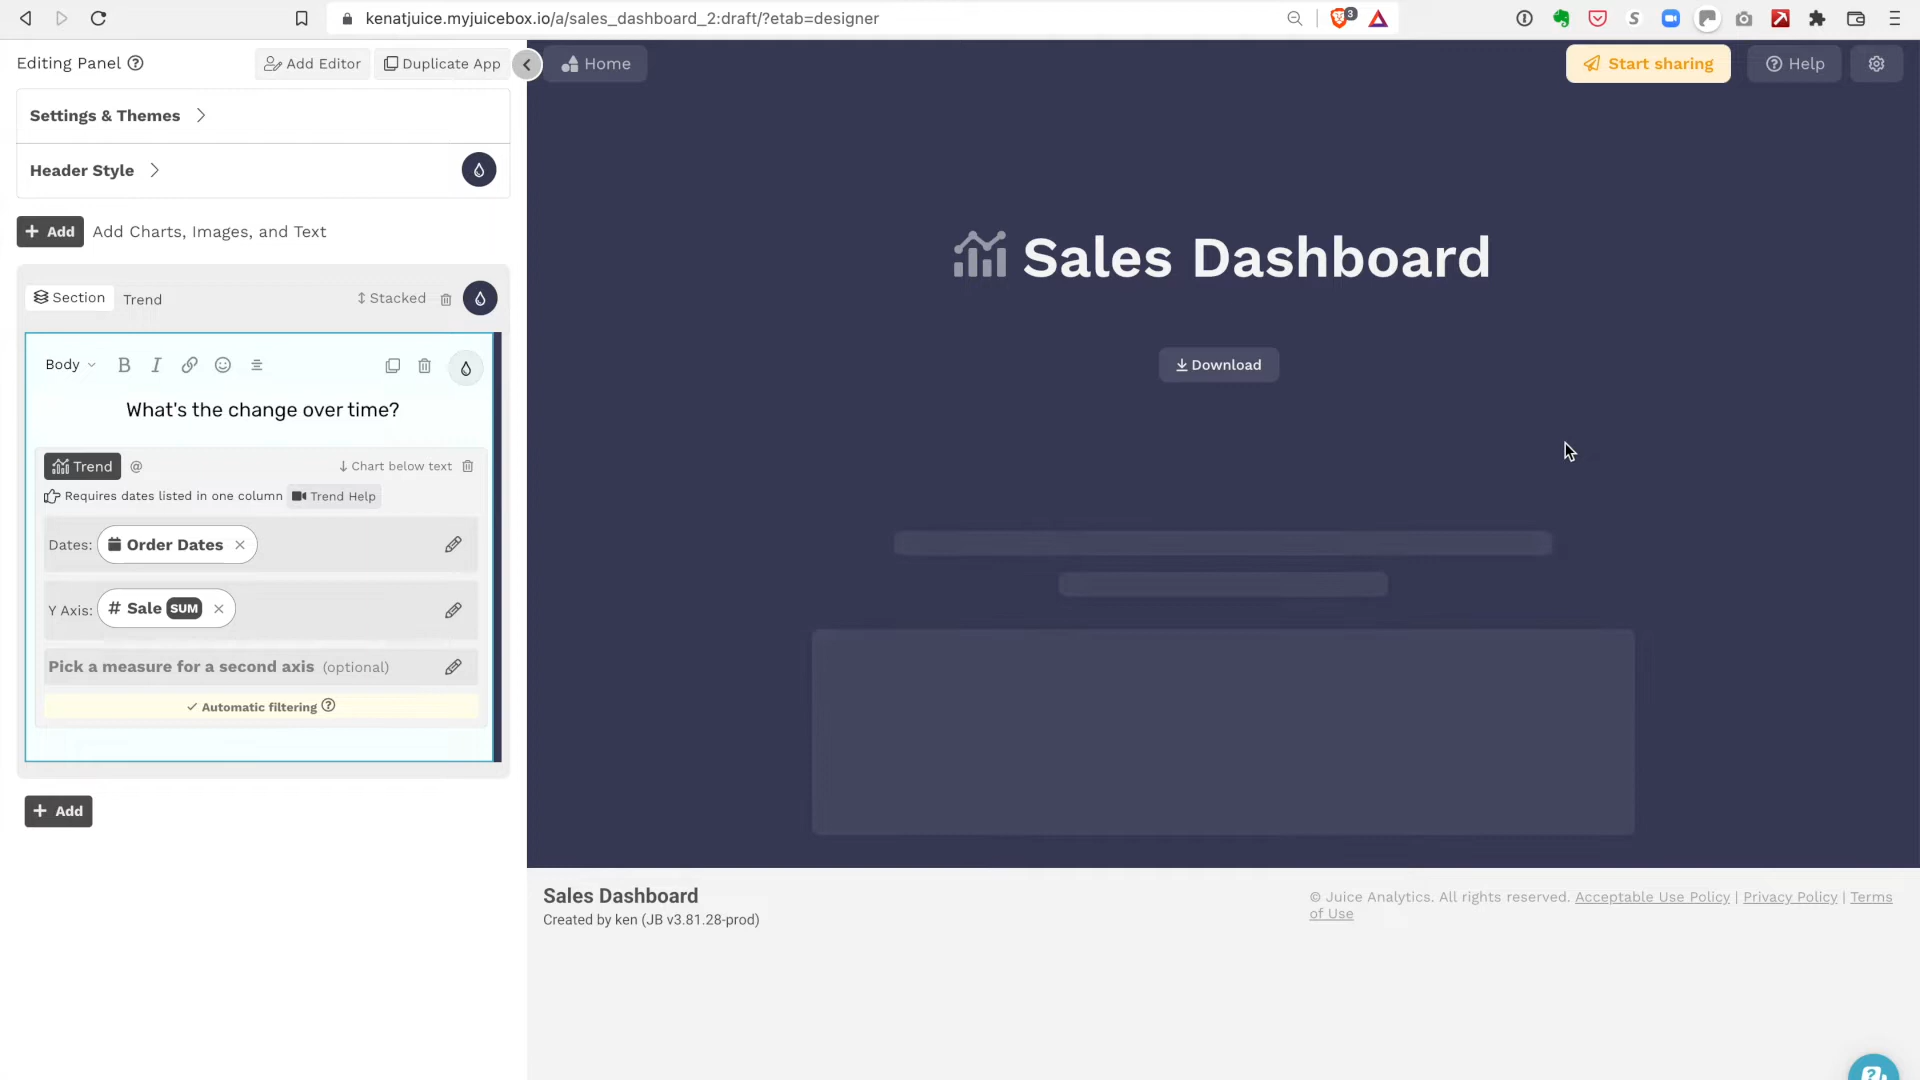 kenatjuice.myjuicebox.io/a/sales_dashboard_2:draft/?etab=designer
3
Editing Panel
Add Editor
Duplicate App
Home
Start sharing
Help
Settings & Themes
Header Style
+ Add
Add Charts, Images, and Text
Sales Dashboard
Section
Trend
Stacked
Body
B
I
Download
What's the change over time?
Trend
@
Chart below text
Requires dates listed in one column
Trend Help
Dates:
Order Dates
Y Axis:
# Sale SUM
Pick a measure for a second axis (optional)
Automatic filtering
+ Add
Sales Dashboard
Created by ken (JB v3.81.28-prod)
© Juice Analytics. All rights reserved. Acceptable Use Policy | Privacy Policy | Terms
of Use